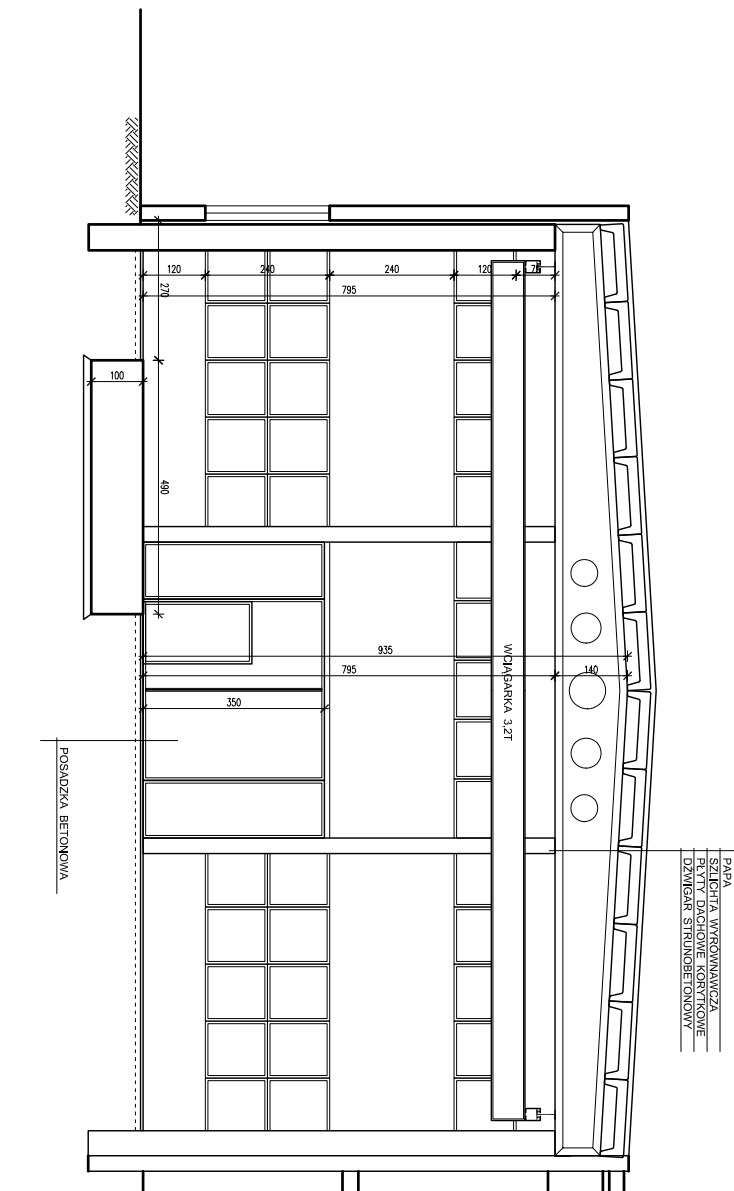 PAPA
SZLICHTA WYRÓWNAWCZA
PŁYTY DACHOWE KORYTKOWE
DŹWIGAR STRUNOBETONOWY
WCIĄGARKA 3,2T
POSADZKA BETONOWA
120
240
240
120
75
795
270
100
490
935
795
140
350